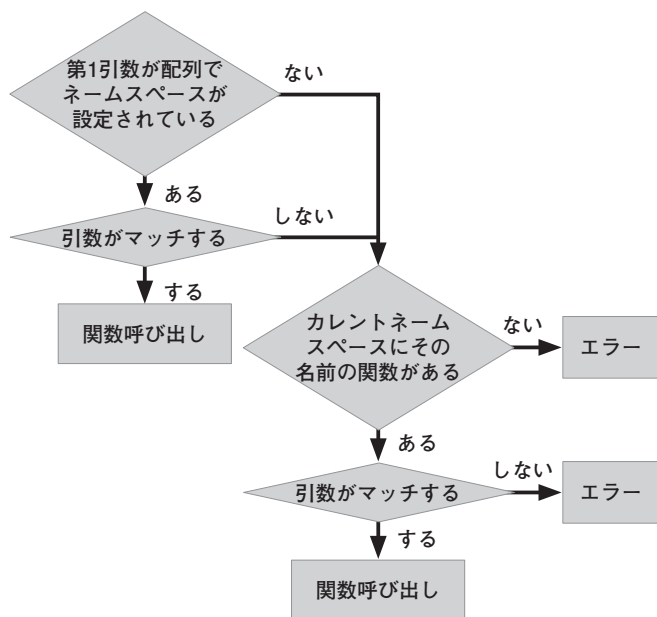 第1引数が配列で
ネームスペースが
設定されている
ない
ある
引数がマッチする
しない
する
関数呼び出し
カレントネーム
スペースにその
名前の関数がある
ない
エラー
ある
引数がマッチする
しない
エラー
する
関数呼び出し